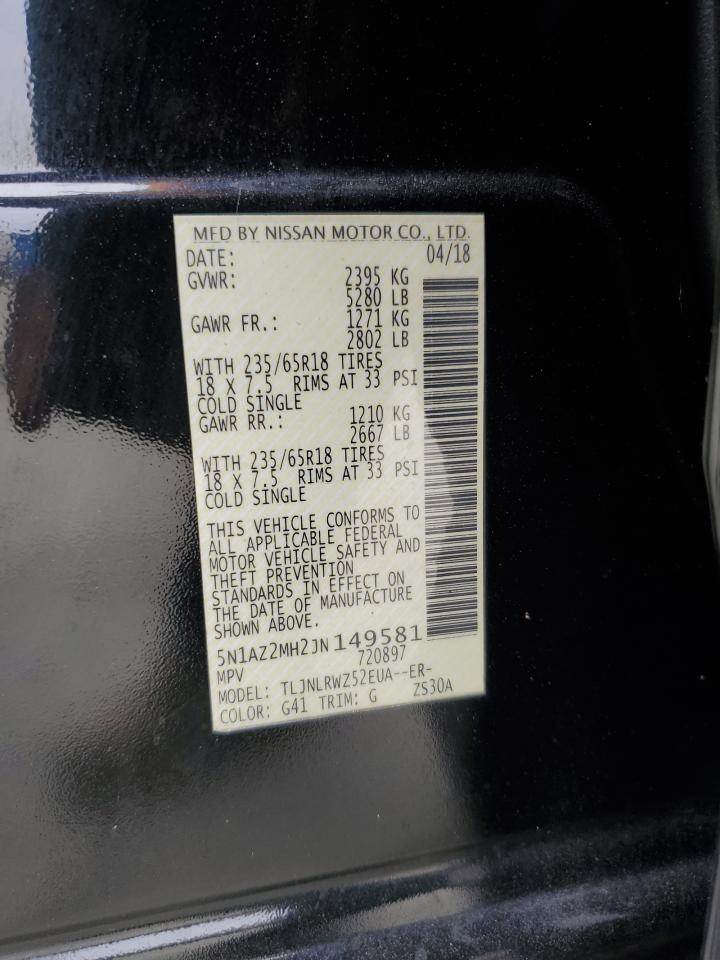 MFD BY NISSAN MOTOR CO., LTD.
DATE: 04/18
GVWR: 2395 KG
5280 LB
GAWR FR.: 1271 KG
2802 LB
WITH 235/65R18 TIRES
18 X 7.5 RIMS AT 33 PSI
COLD SINGLE
GAWR RR.: 1210 KG
2667 LB
WITH 235/65R18 TIRES
18 X 7.5 RIMS AT 33 PSI
COLD SINGLE
THIS VEHICLE CONFORMS TO
ALL APPLICABLE FEDERAL
MOTOR VEHICLE SAFETY AND
THEFT PREVENTION
STANDARDS IN EFFECT ON
THE DATE OF MANUFACTURE
SHOWN ABOVE.
5N1AZ2MH2JN149581
MPV 720897
MODEL: TLJNLRWZ52EUA--ER-
COLOR: G41 TRIM: G ZS30A